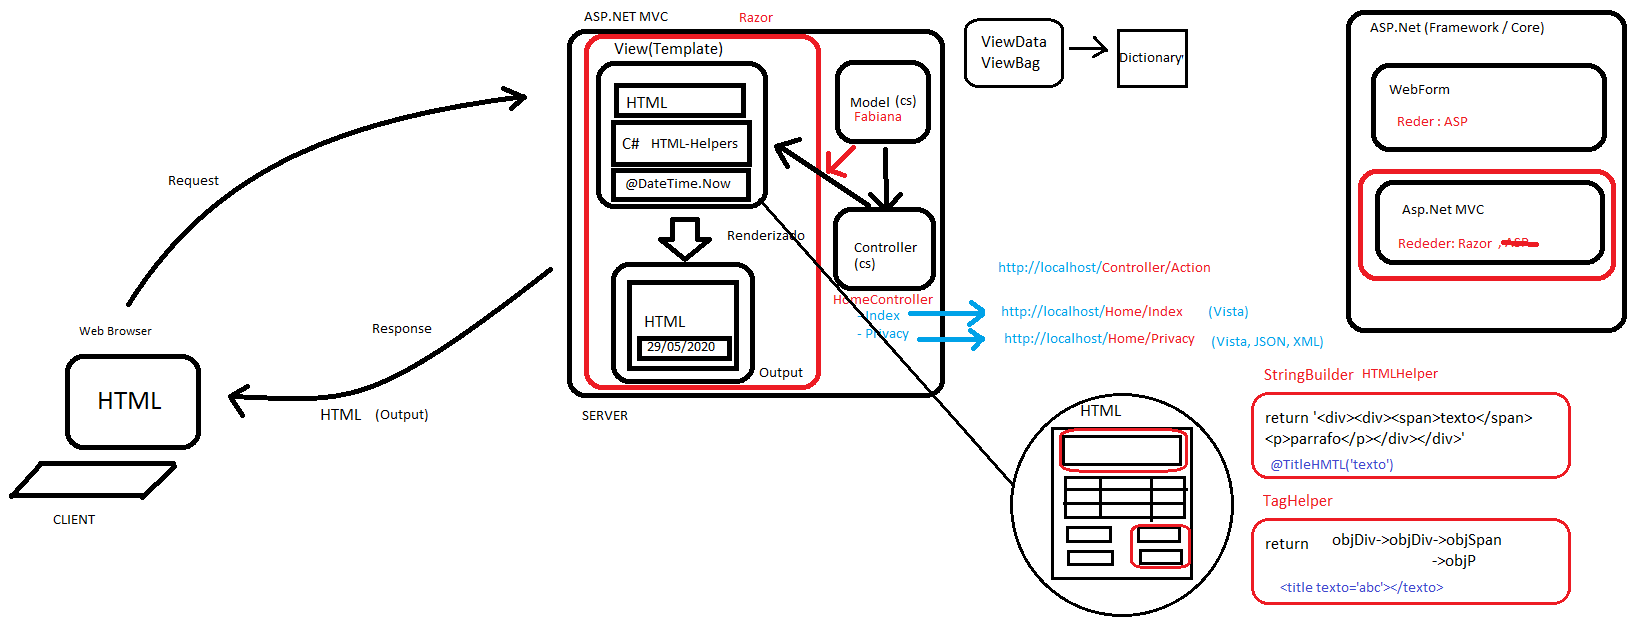 ASP.NET MVC
Razor
View(Template)
HTML
C# HTML-Helpers
@DateTime.Now
Renderizado
HTML
29/05/2020
Output
SERVER
Model (cs)
Fabiana
Controller
(cs)
HomeController
- Index
- Privacy
ViewData
ViewBag
Dictionary
http://localhost/Controller/Action
http://localhost/Home/Index (Vista)
http://localhost/Home/Privacy (Vista, JSON, XML)
Request
Response
Web Browser
HTML
HTML (Output)
CLIENT
HTML
ASP.Net (Framework / Core)
WebForm
Reder : ASP
Asp.Net MVC
Rededer: Razor , ASP
StringBuilder HTMLHelper
return '<div><div><span>texto</span>
<p>parrafo</p></div></div>'
@TitleHMTL('texto')
TagHelper
return objDiv->objDiv->objSpan
->objP
<title texto='abc'></texto>